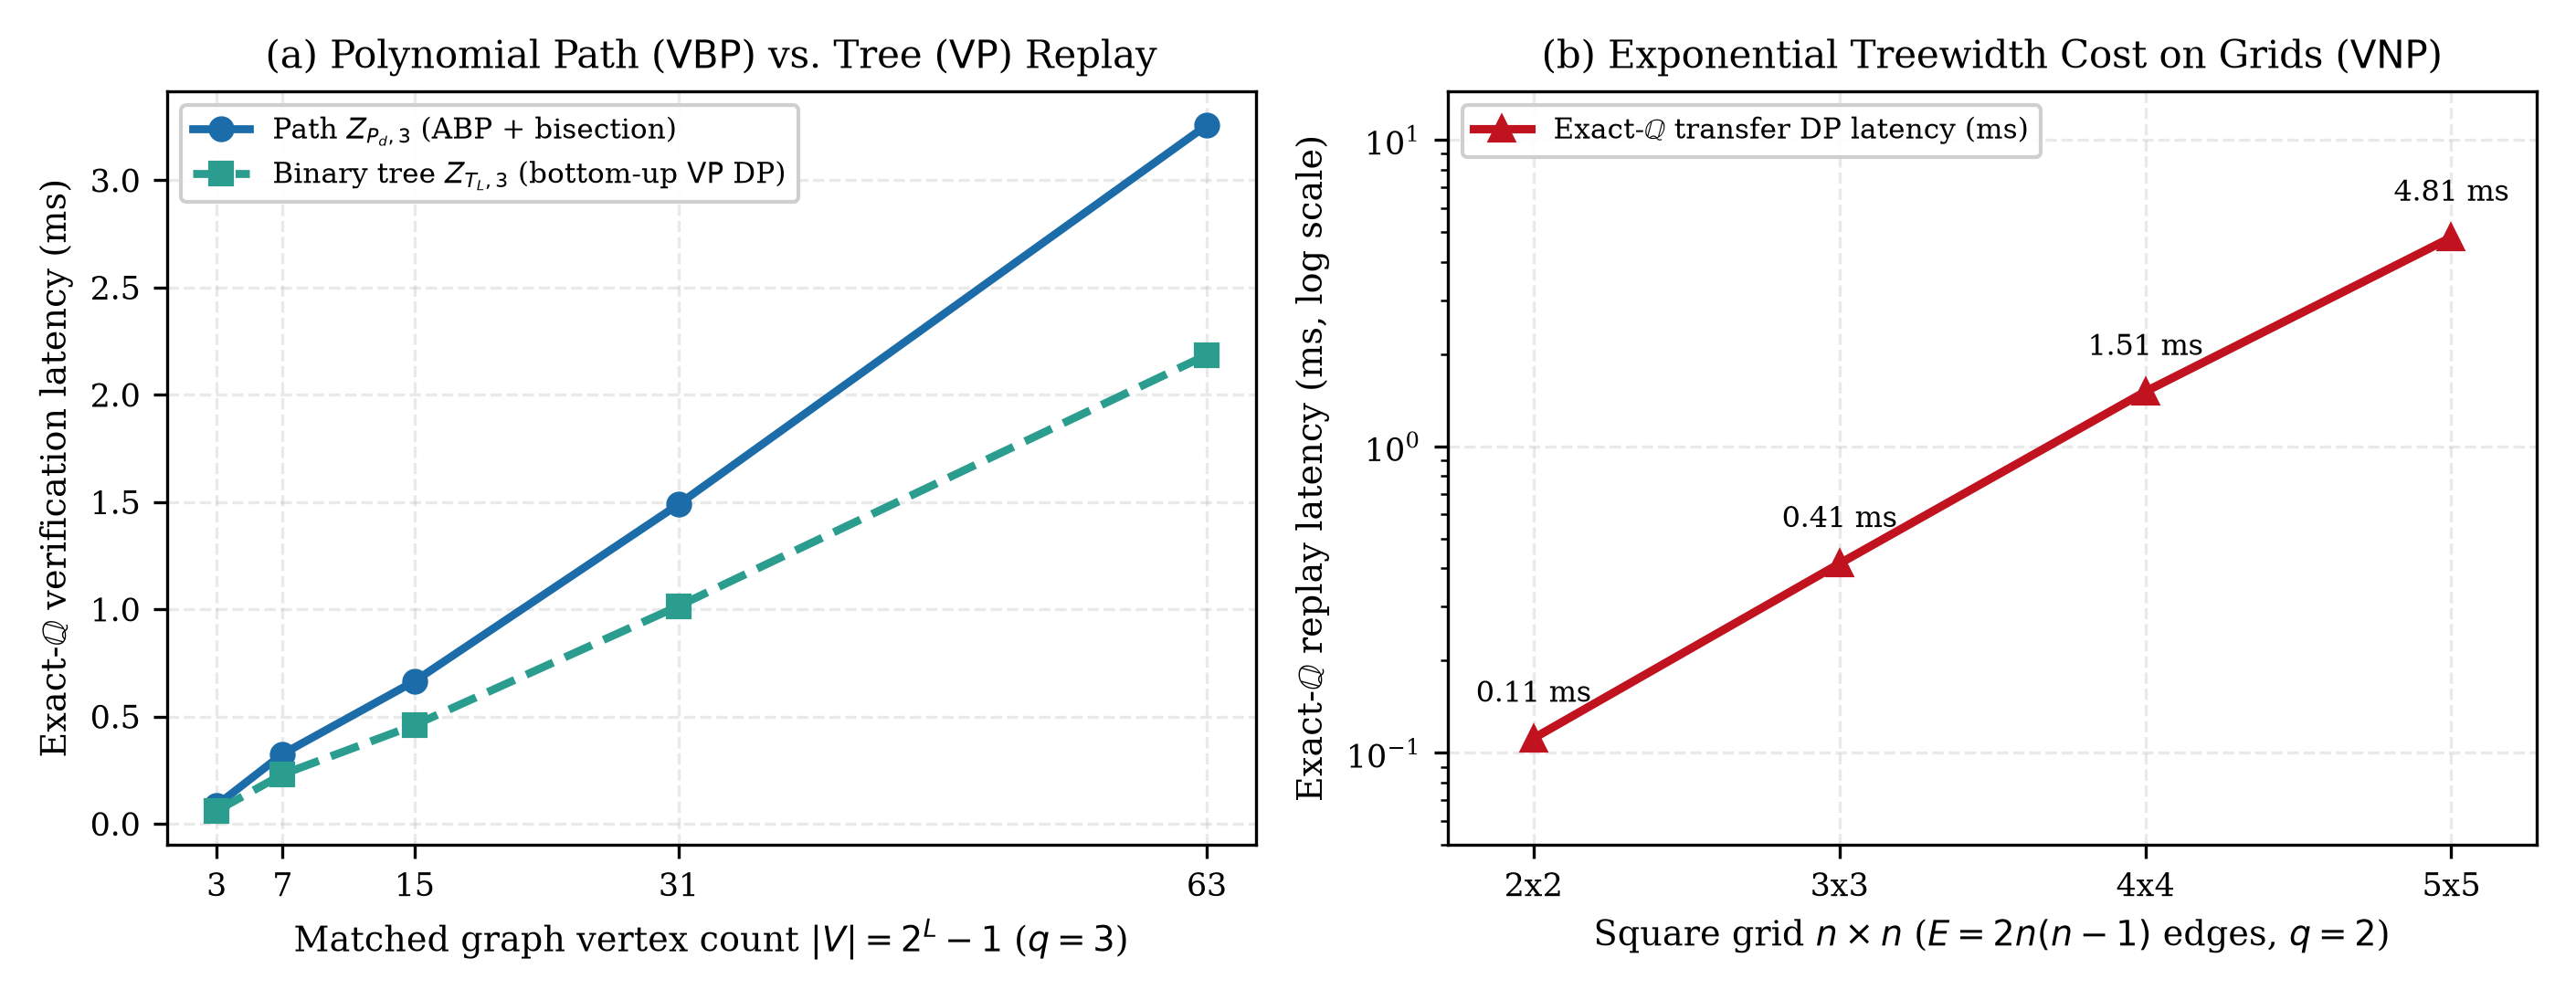 (a) Polynomial Path (VBP) vs. Tree (VP) Replay
Path Z_{P_d,3} (ABP + bisection)
Binary tree Z_{T_L,3} (bottom-up VP DP)
Exact-ℚ verification latency (ms)
3.0
2.5
2.0
1.5
1.0
0.5
0.0
3 7 15 31 63
Matched graph vertex count |V| = 2^L − 1 (q = 3)
(b) Exponential Treewidth Cost on Grids (VNP)
Exact-ℚ transfer DP latency (ms)
Exact-ℚ replay latency (ms, log scale)
10^1
10^0
10^−1
4.81 ms
1.51 ms
0.41 ms
0.11 ms
2x2 3x3 4x4 5x5
Square grid n × n (E = 2n(n − 1) edges, q = 2)